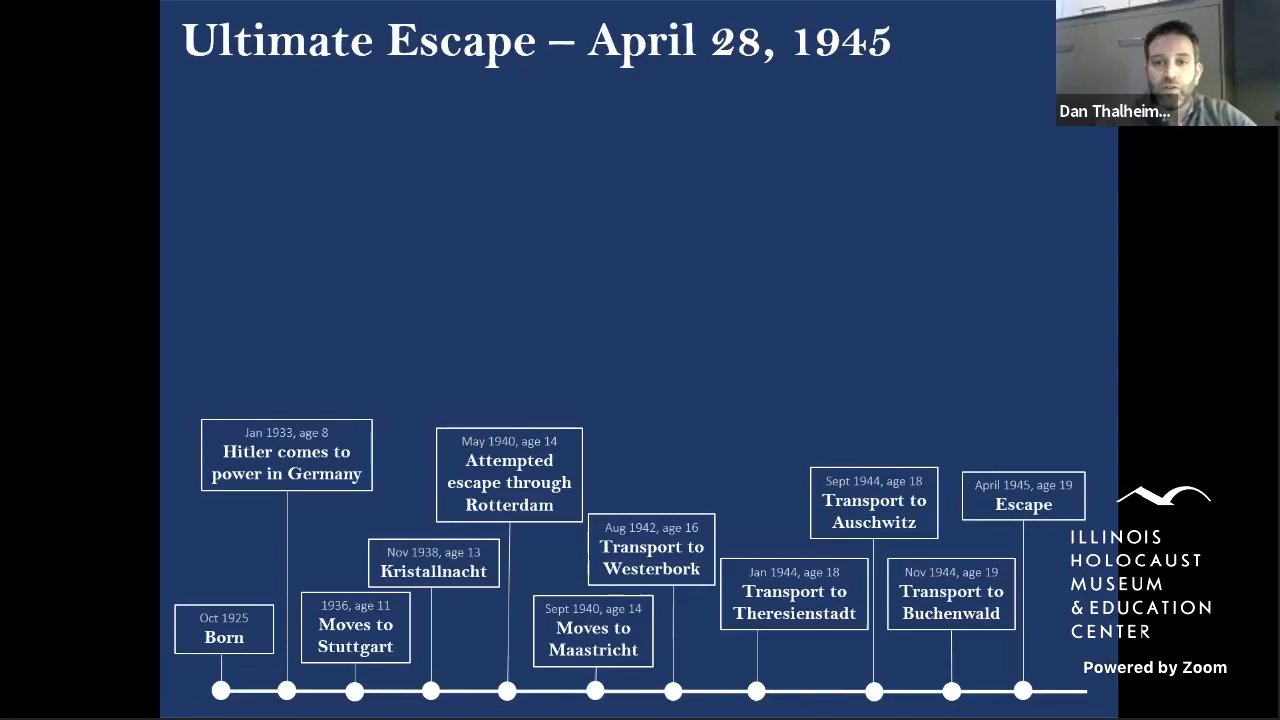 Ultimate Escape – April 28, 1945
Dan Thalheim...
Jan 1933, age 8
Hitler comes to
power in Germany
May 1940, age 14
Attempted
escape through
Rotterdam
Sept 1944, age 18
Transport to
Auschwitz
April 1945, age 19
Escape
Aug 1942, age 16
Transport to
Westerbork
Nov 1938, age 13
Kristallnacht
Jan 1944, age 18
Transport to
Theresienstadt
Nov 1944, age 19
Transport to
Buchenwald
1936, age 11
Moves to
Stuttgart
Sept 1940, age 14
Moves to
Maastricht
Oct 1925
Born
ILLINOIS
HOLOCAUST
MUSEUM
& EDUCATION
CENTER
Powered by Zoom